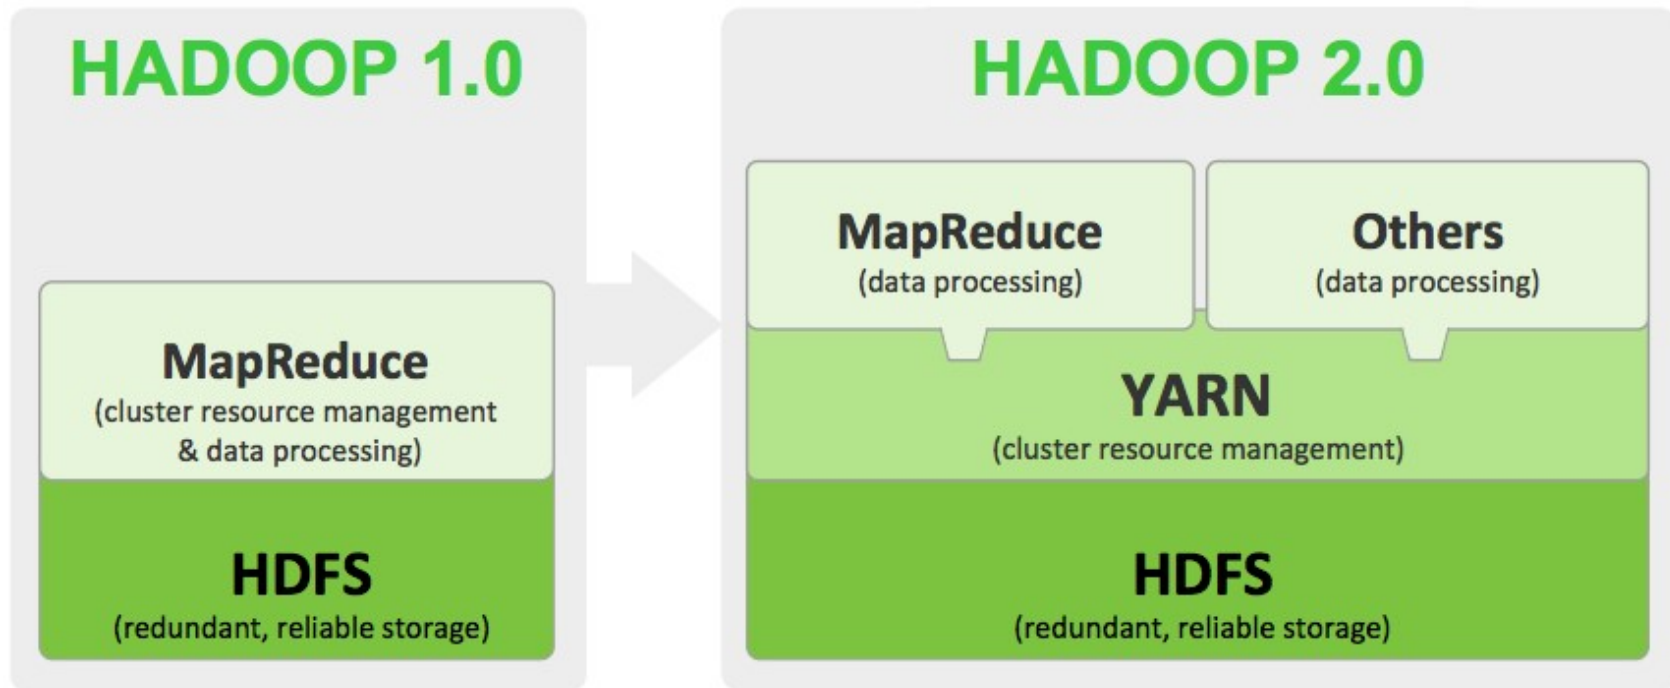 HADOOP 1.0
MapReduce
(cluster resource management
& data processing)
HDFS
(redundant, reliable storage)
HADOOP 2.0
MapReduce
(data processing)
Others
(data processing)
YARN
(cluster resource management)
HDFS
(redundant, reliable storage)